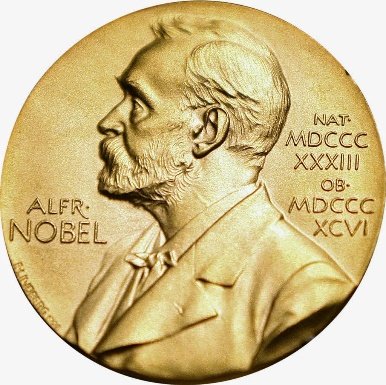 ALFR·
NOBEL
NAT·
MDCCC
XXXIII
OB·
MDCCC
XCVI